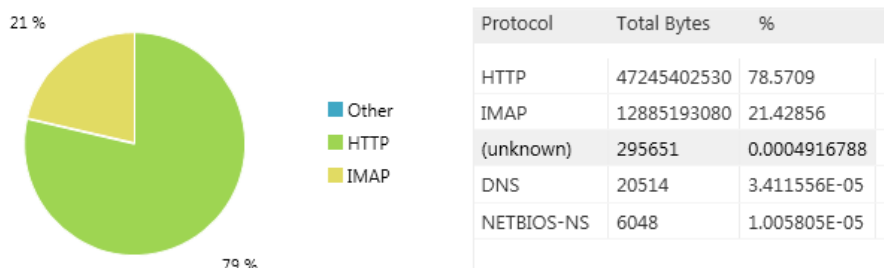 21 %
79 %
Other
HTTP
IMAP
Protocol Total Bytes %
HTTP 47245402530 78.5709
IMAP 12885193080 21.42856
(unknown) 295651 0.0004916788
DNS 20514 3.411556E-05
NETBIOS-NS 6048 1.005805E-05